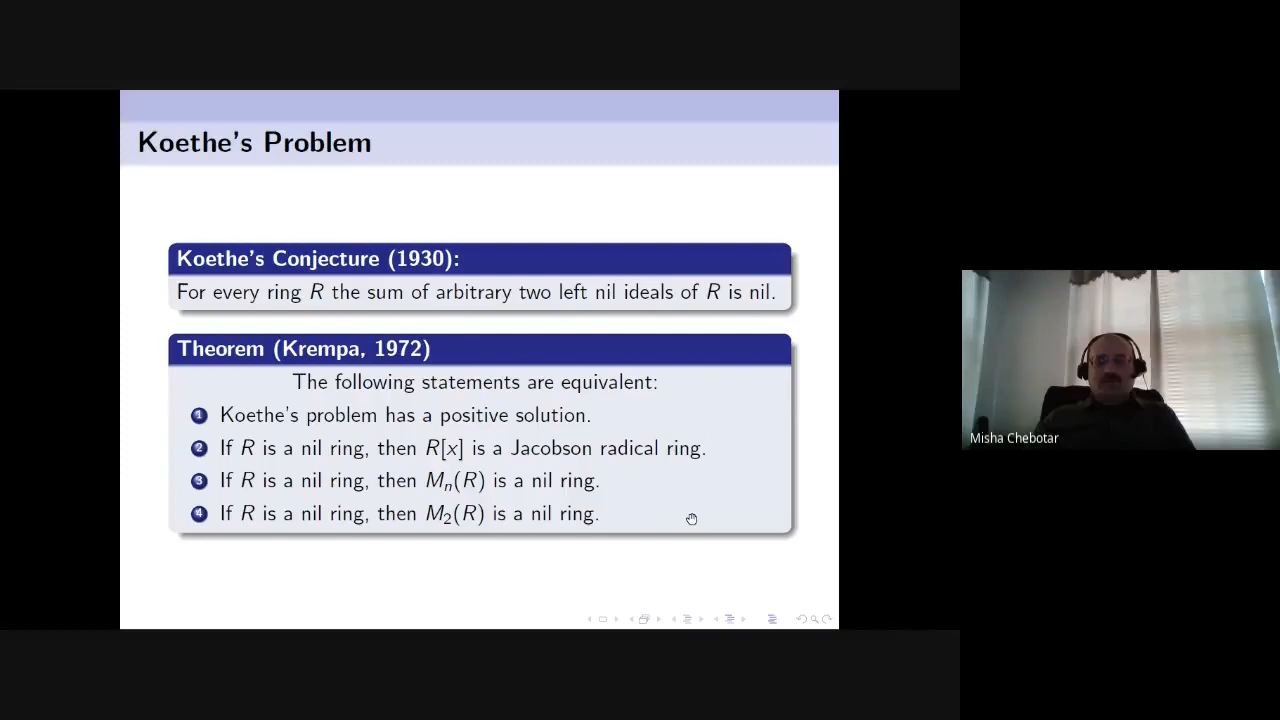 Koethe's Problem
Koethe's Conjecture (1930):
For every ring R the sum of arbitrary two left nil ideals of R is nil.
Theorem (Krempa, 1972)
The following statements are equivalent:
1 Koethe's problem has a positive solution.
2 If R is a nil ring, then R[x] is a Jacobson radical ring.
3 If R is a nil ring, then Mₙ(R) is a nil ring.
4 If R is a nil ring, then M₂(R) is a nil ring.
Misha Chebotar